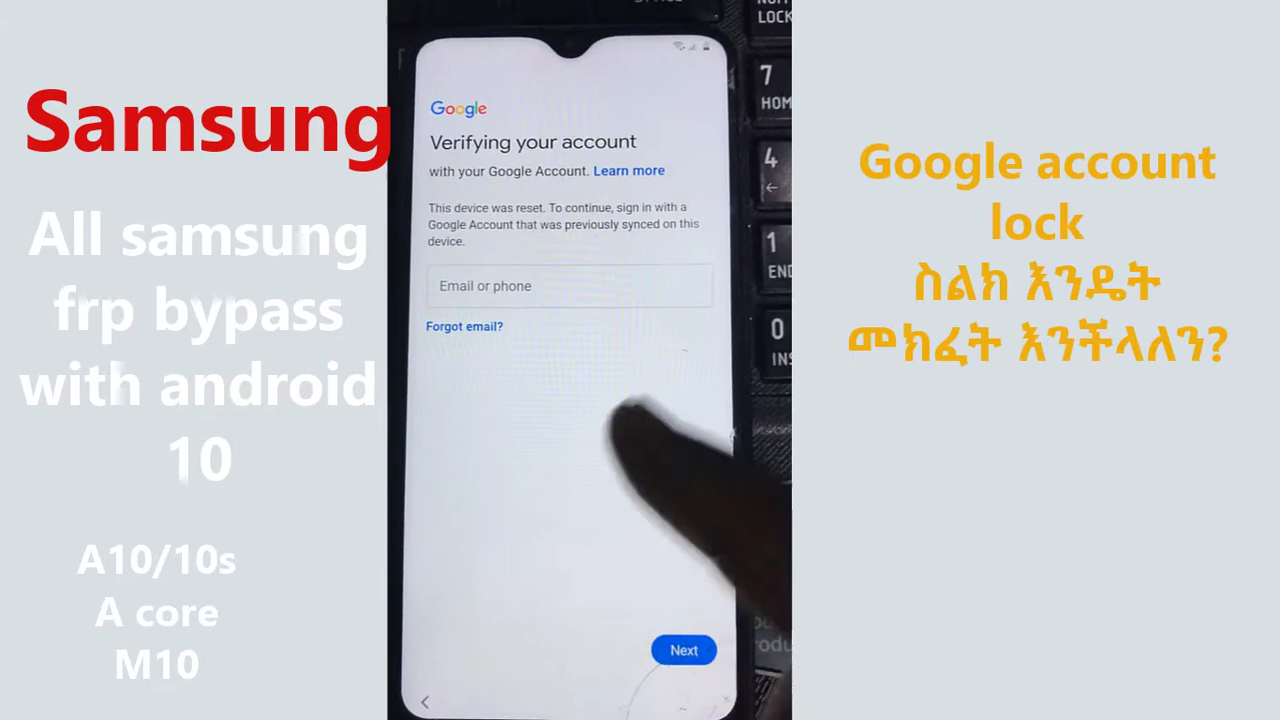 Samsung
All samsung
frp bypass
with android
10
A10/10s
A core
M10
Google
Verifying your account
with your Google Account. Learn more
This device was reset. To continue, sign in with a
Google Account that was previously synced on this
device.
Email or phone
Forgot email?
Next
LOCK
7
HOM
4
←
1
END
0
INS
Google account
lock
ስልክ እንዴት
መክፈት እንችላለን?